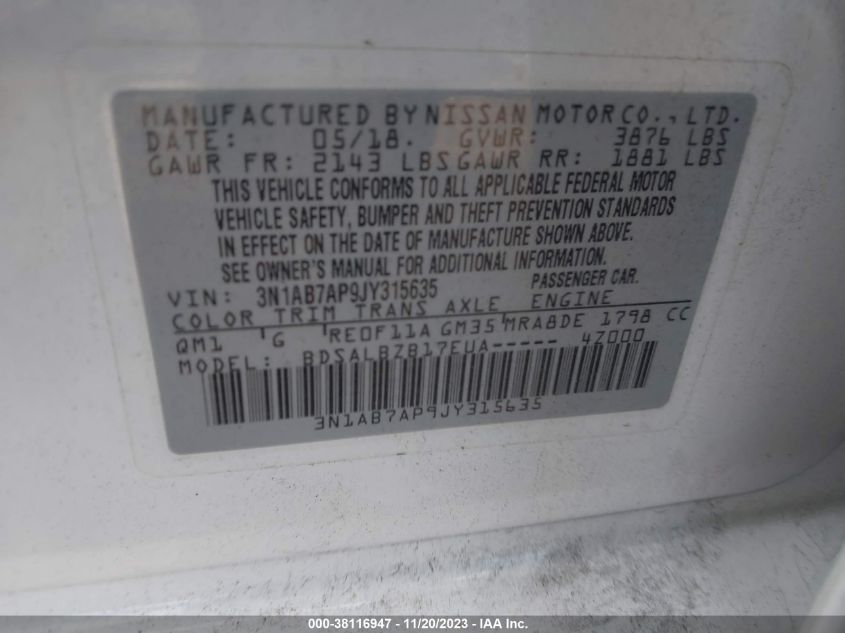 MANUFACTURED BY NISSAN MOTOR CO., LTD.
DATE: 05/18. GVWR: 3876 LBS
GAWR FR: 2143 LBS GAWR RR: 1881 LBS
THIS VEHICLE CONFORMS TO ALL APPLICABLE FEDERAL MOTOR
VEHICLE SAFETY, BUMPER AND THEFT PREVENTION STANDARDS
IN EFFECT ON THE DATE OF MANUFACTURE SHOWN ABOVE.
SEE OWNER'S MANUAL FOR ADDITIONAL INFORMATION.
VIN: 3N1AB7AP9JY315635 PASSENGER CAR.
COLOR TRIM TRANS AXLE ENGINE
QM1 G RE0F11A GM35 MRA8DE 1798 CC
MODEL: BDSALBZB17EUA----- 4Z000
3N1AB7AP9JY315635
000-38116947 - 11/20/2023 - IAA Inc.